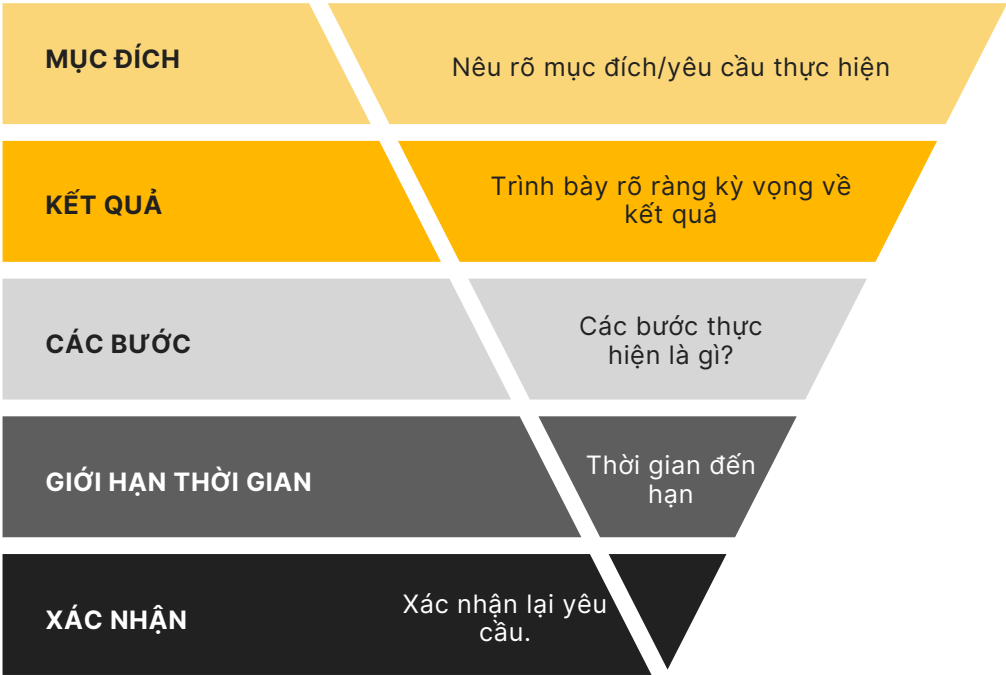 MỤC ĐÍCH
Nêu rõ mục đích/yêu cầu thực hiện
KẾT QUẢ
Trình bày rõ ràng kỳ vọng về
kết quả
CÁC BƯỚC
Các bước thực
hiện là gì?
GIỚI HẠN THỜI GIAN
Thời gian đến
hạn
XÁC NHẬN
Xác nhận lại yêu
cầu.